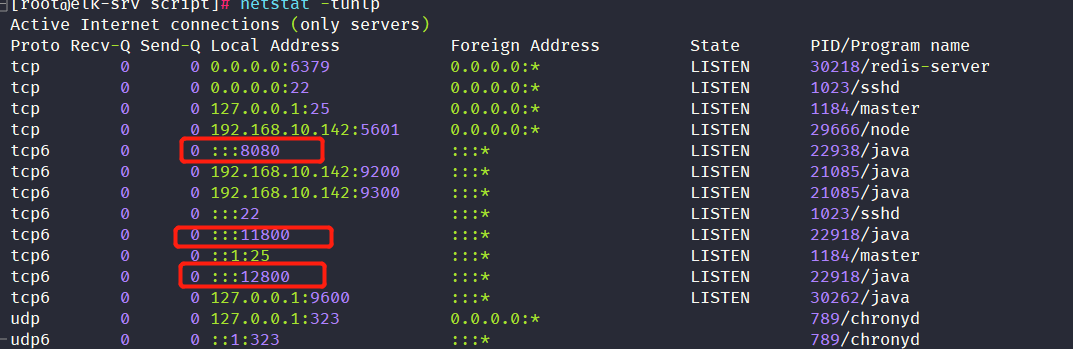 [root@elk-srv script]# netstat -tunlp
Active Internet connections (only servers)
Proto Recv-Q Send-Q Local Address Foreign Address State PID/Program name
tcp 0 0 0.0.0.0:6379 0.0.0.0:* LISTEN 30218/redis-server
tcp 0 0 0.0.0.0:22 0.0.0.0:* LISTEN 1023/sshd
tcp 0 0 127.0.0.1:25 0.0.0.0:* LISTEN 1184/master
tcp 0 0 192.168.10.142:5601 0.0.0.0:* LISTEN 29666/node
tcp6 0 0 :::8080 :::* LISTEN 22938/java
tcp6 0 0 192.168.10.142:9200 :::* LISTEN 21085/java
tcp6 0 0 192.168.10.142:9300 :::* LISTEN 21085/java
tcp6 0 0 :::22 :::* LISTEN 1023/sshd
tcp6 0 0 :::11800 :::* LISTEN 22918/java
tcp6 0 0 ::1:25 :::* LISTEN 1184/master
tcp6 0 0 :::12800 :::* LISTEN 22918/java
tcp6 0 0 127.0.0.1:9600 :::* LISTEN 30262/java
udp 0 0 127.0.0.1:323 0.0.0.0:* 789/chronyd
udp6 0 0 ::1:323 :::* 789/chronyd